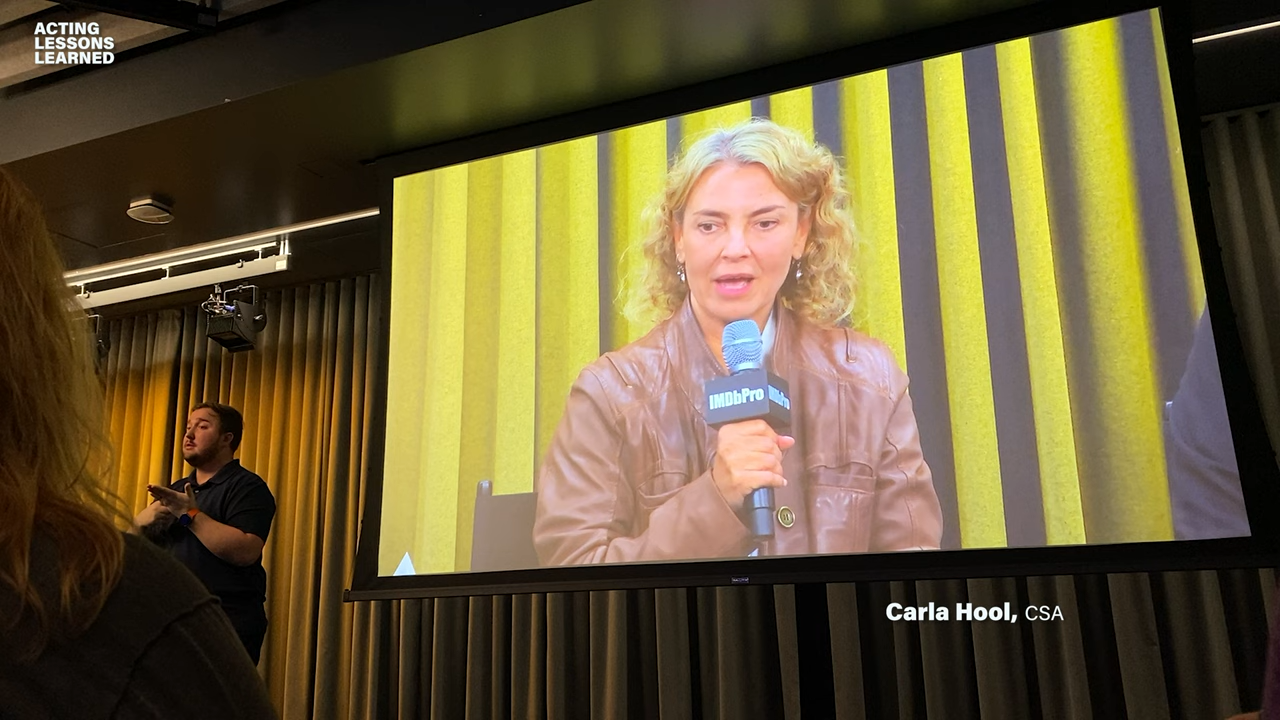 ACTING
LESSONS
LEARNED
IMDbPro
IMDbPro
Carla Hool, CSA